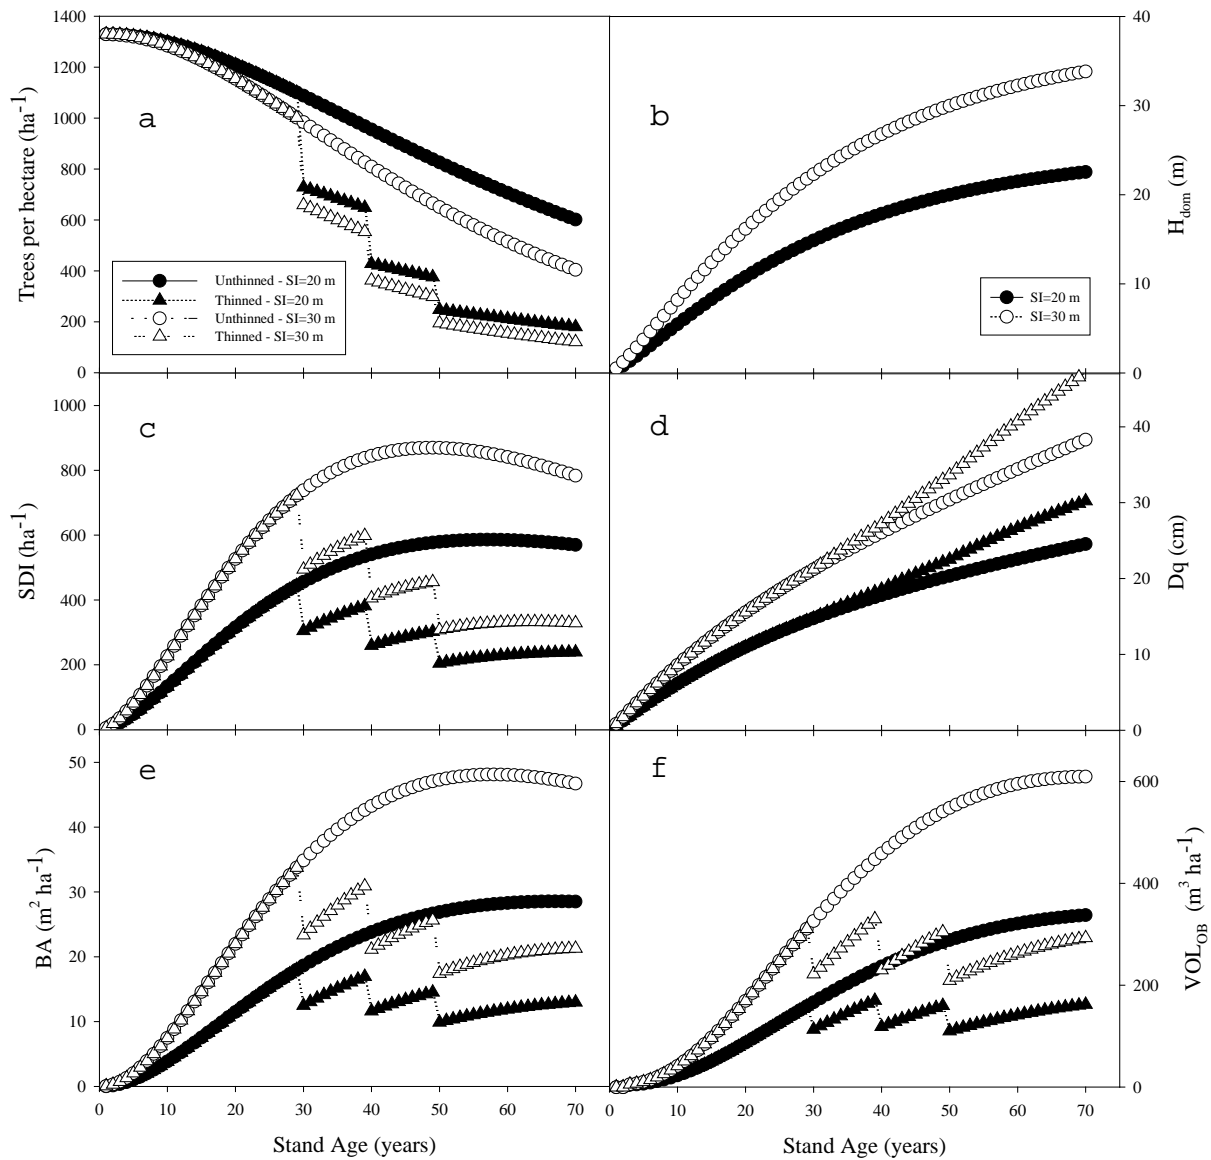 1400
1200
1000
800
600
400
200
0
Trees per hectare (ha-1)
a
Unthinned - SI=20 m
Thinned - SI=20 m
Unthinned - SI=30 m
Thinned - SI=30 m
b
40
30
20
10
0
Hdom (m)
SI=20 m
SI=30 m
1000
800
600
400
200
0
SDI (ha-1)
c
d
40
30
20
10
0
Dq (cm)
50
40
30
20
10
0
BA (m2 ha-1)
e
f
600
400
200
0
VOLOB (m3 ha-1)
0 10 20 30 40 50 60 70
0 10 20 30 40 50 60 70
Stand Age (years)
Stand Age (years)